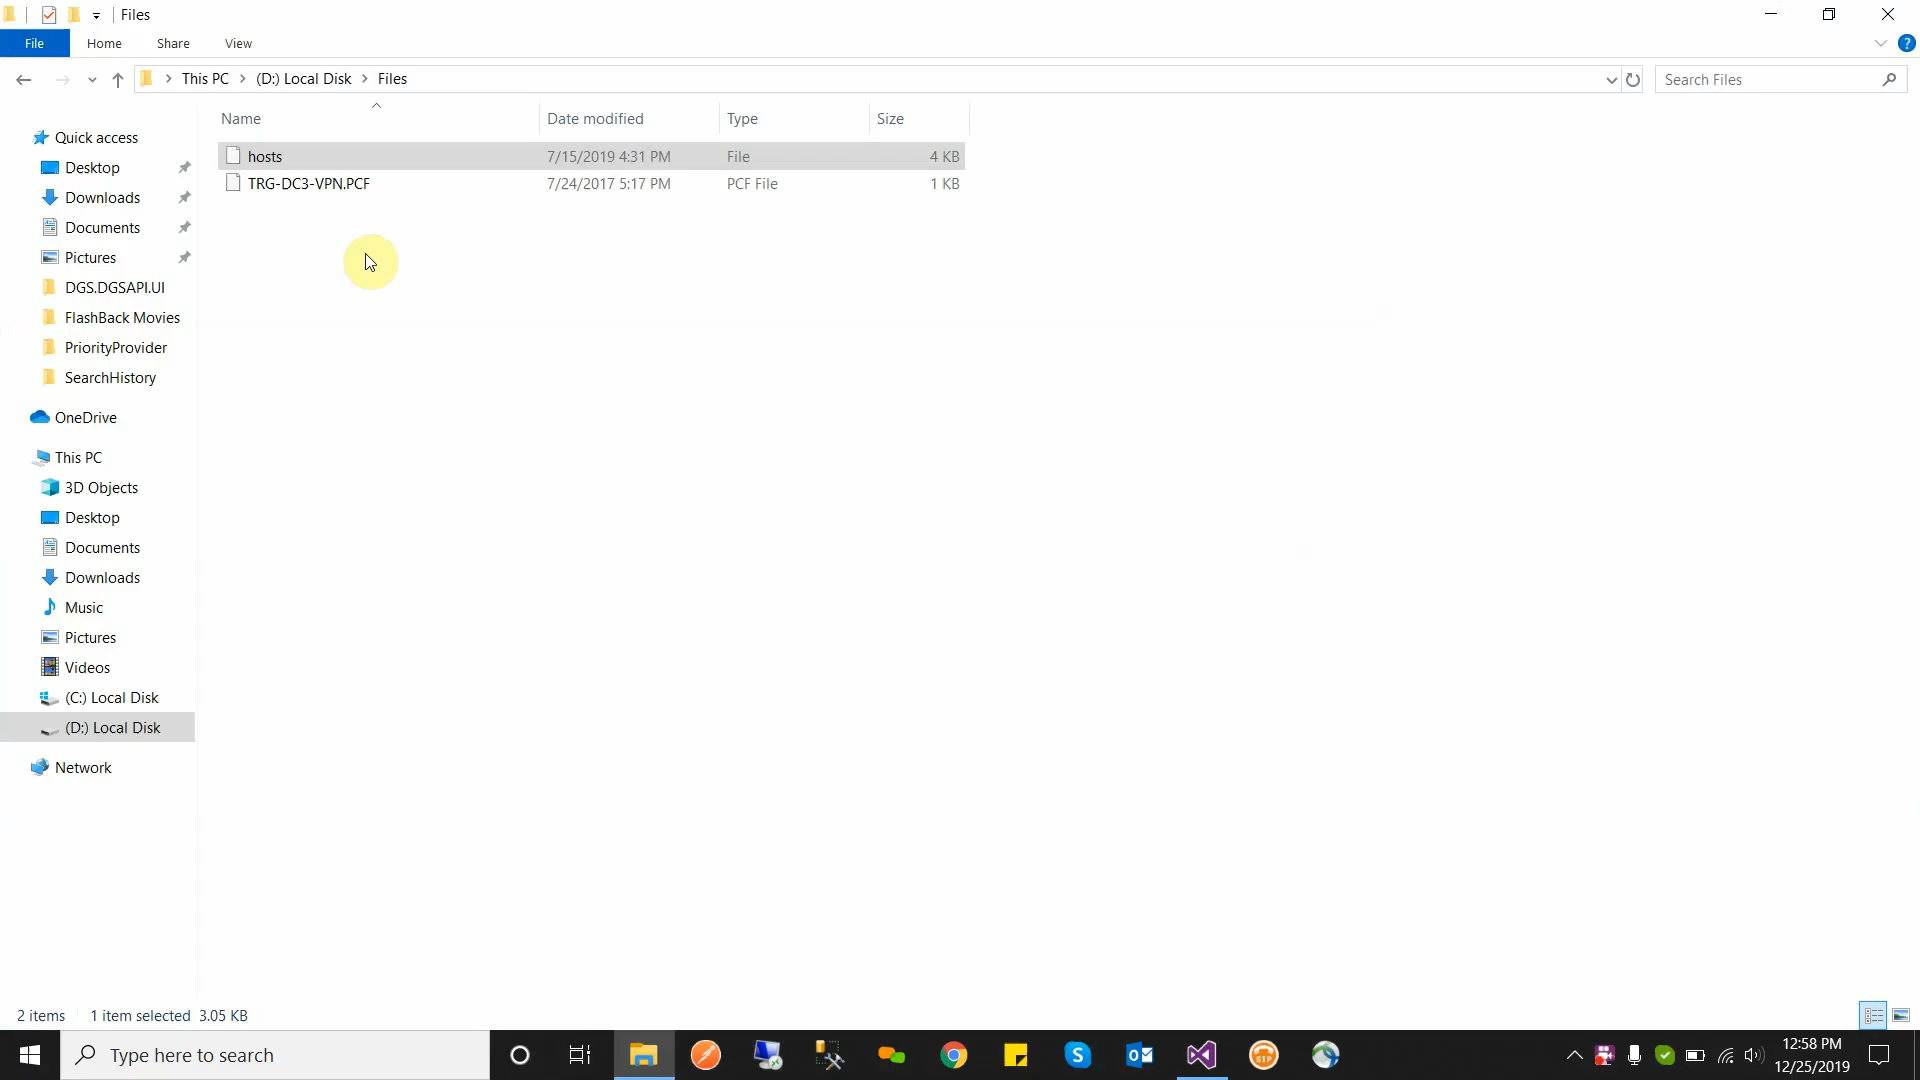 Files
File Home Share View
?
This PC (D:) Local Disk Files
Search Files
Name Date modified Type Size
Quick access
Desktop
Downloads
Documents
Pictures
DGS.DGSAPI.UI
FlashBack Movies
PriorityProvider
SearchHistory
OneDrive
This PC
3D Objects
Desktop
Documents
Downloads
Music
Pictures
Videos
(C:) Local Disk
(D:) Local Disk
Network
hosts 7/15/2019 4:31 PM File 4 KB
TRG-DC3-VPN.PCF 7/24/2017 5:17 PM PCF File 1 KB
2 items 1 item selected 3.05 KB
Type here to search
S
SIP
12:58 PM
12/25/2019